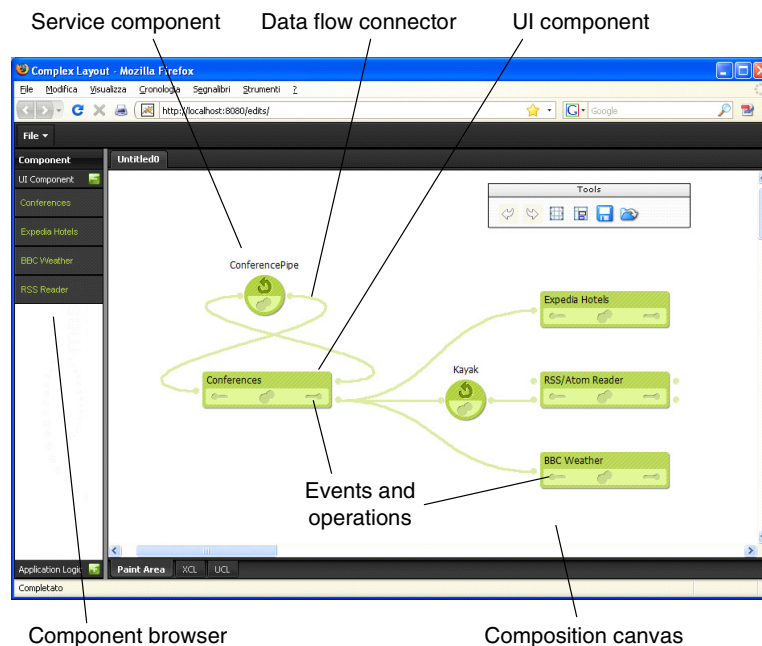 Service component
Data flow connector
UI component
Complex Layout - Mozilla Firefox
File Modifica Visualizza Cronologia Segnalibri Strumenti ?
http://localhost:8080/edits/
G Google
File
Component
Untitled0
UI Component
Tools
Conferences
Expedia Hotels
BBC Weather
RSS Reader
ConferencePipe
Expedia Hotels
Kayak
Conferences
RSS/Atom Reader
BBC Weather
Events and
operations
Application Logic
Paint Area XCL UCL
Completato
Component browser
Composition canvas